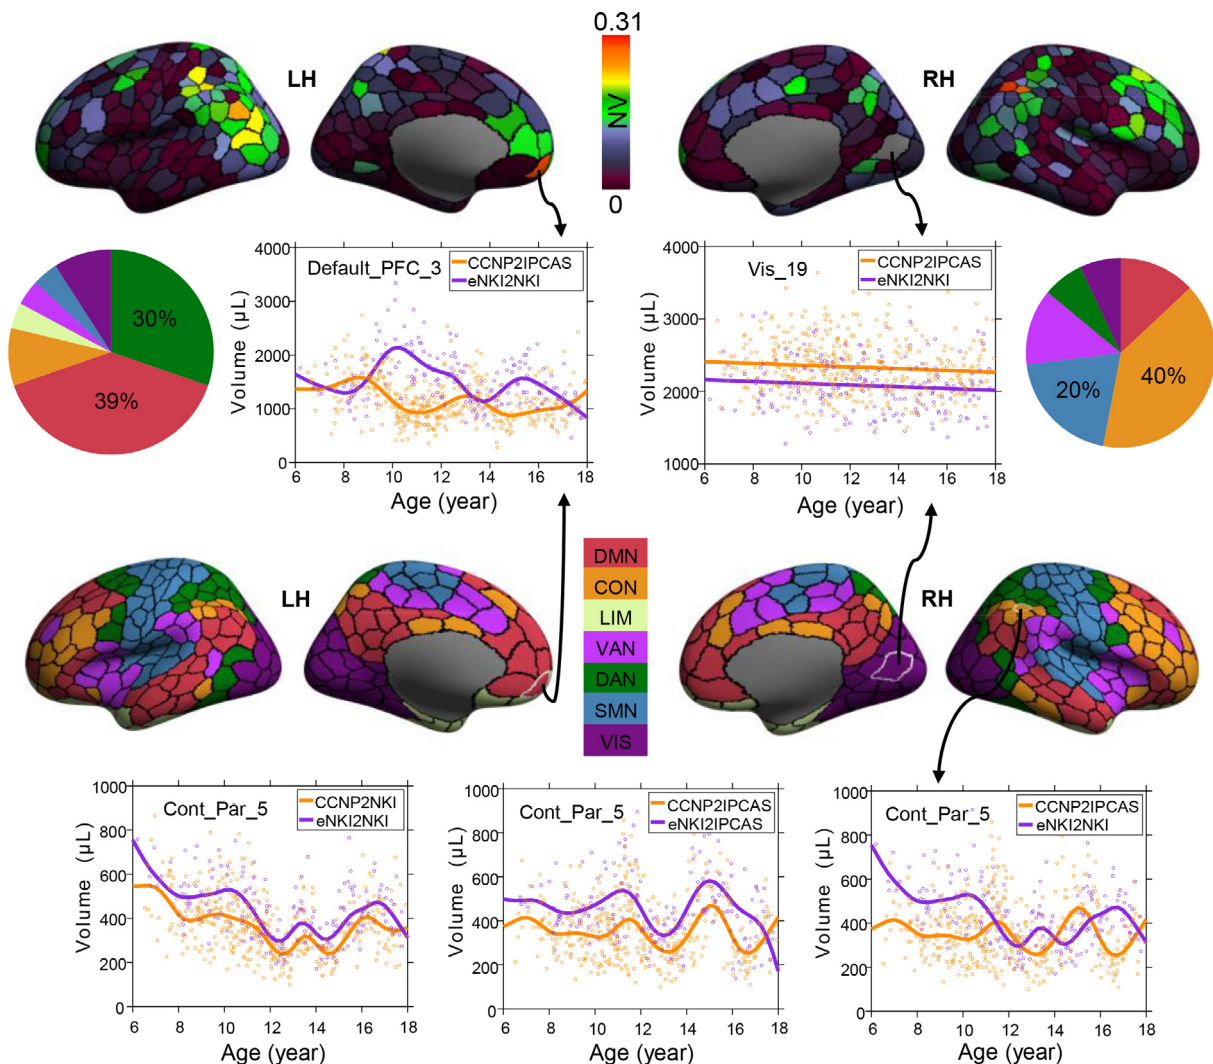 0.31
LH
NV
RH
0
4000
3000
2000
1000
0
Volume (µL)
Default_PFC_3
CCNP2IPCAS
eNKI2NKI
6 8 10 12 14 16 18
Age (year)
4000
3000
2000
1000
Volume (µL)
Vis_19
CCNP2IPCAS
eNKI2NKI
6 8 10 12 14 16 18
Age (year)
30%
39%
20%
40%
LH
DMN
CON
LIM
VAN
DAN
SMN
VIS
RH
1000
800
600
400
200
0
Volume (µL)
Cont_Par_5
CCNP2NKI
eNKI2NKI
6 8 10 12 14 16 18
Age (year)
1000
800
600
400
200
0
Volume (µL)
Cont_Par_5
CCNP2IPCAS
eNKI2IPCAS
6 8 10 12 14 16 18
Age (year)
1000
800
600
400
200
0
Volume (µL)
Cont_Par_5
CCNP2IPCAS
eNKI2NKI
6 8 10 12 14 16 18
Age (year)